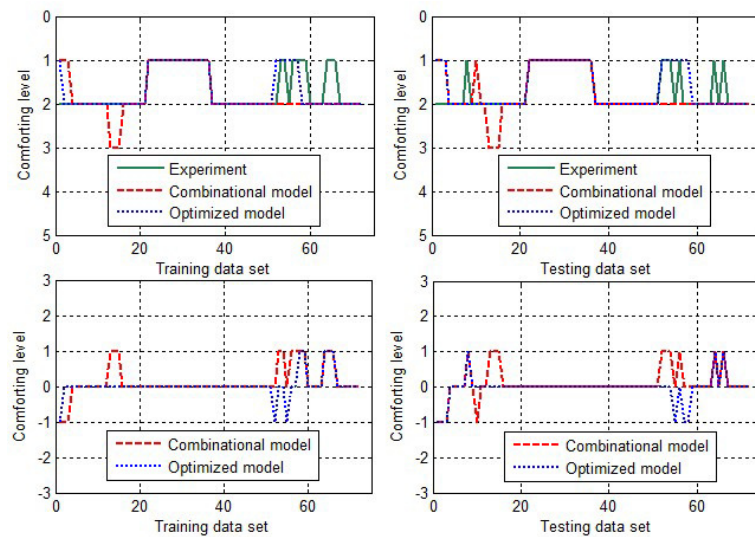 0
1
2
3
4
5
Comforting level
Experiment
Combinational model
Optimized model
0
20
40
60
Training data set
0
1
2
3
4
5
Comforting level
Experiment
Combinational model
Optimized model
0
20
40
60
Testing data set
3
2
1
0
-1
-2
-3
Comforting level
Combinational model
Optimized model
0
20
40
60
Training data set
3
2
1
0
-1
-2
-3
Comforting level
Combinational model
Optimized model
0
20
40
60
Testing data set